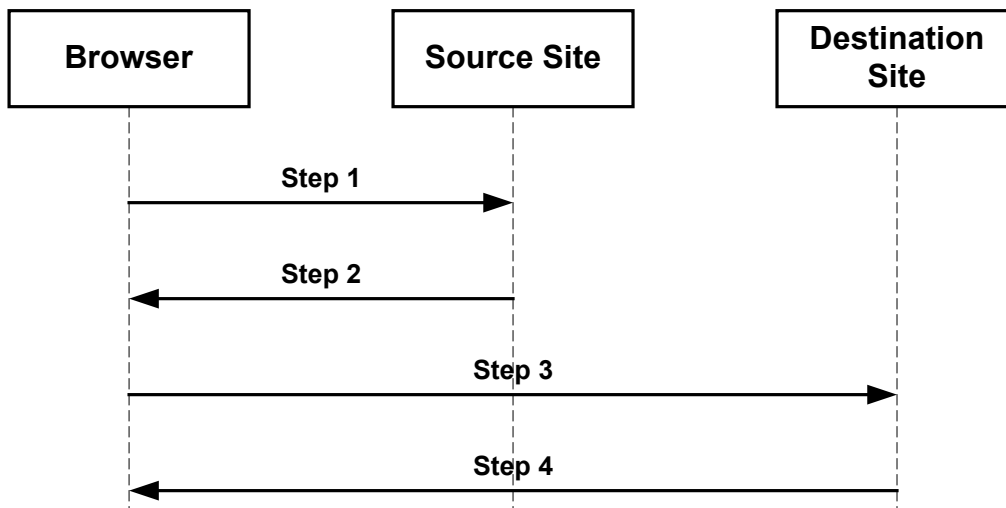 Browser
Source Site
Destination
Site
Step 1
Step 2
Step 3
Step 4